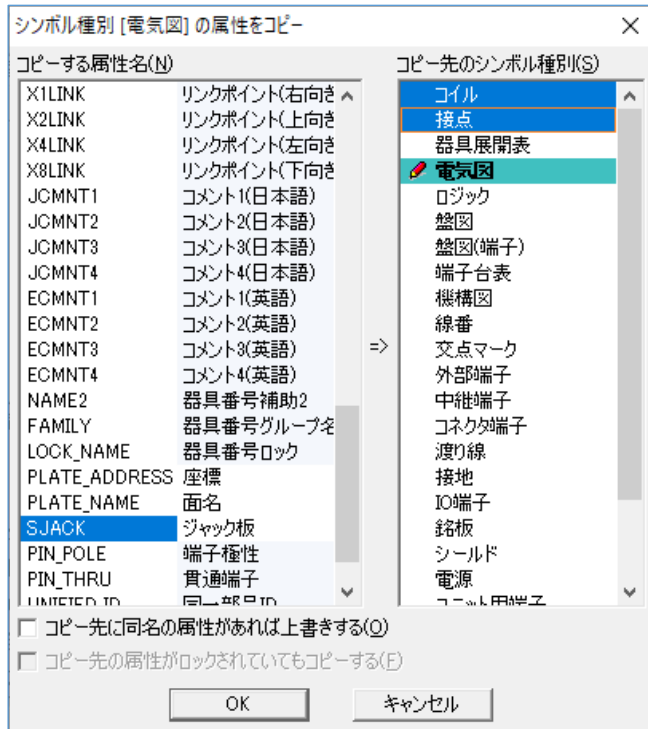 シンボル種別 [電気図] の属性をコピー
コピーする属性名(N)
X1LINK リンクポイント(右向き
X2LINK リンクポイント(上向き
X4LINK リンクポイント(左向き
X8LINK リンクポイント(下向き
JCMNT1 コメント1(日本語)
JCMNT2 コメント2(日本語)
JCMNT3 コメント3(日本語)
JCMNT4 コメント4(日本語)
ECMNT1 コメント1(英語)
ECMNT2 コメント2(英語)
ECMNT3 コメント3(英語)
ECMNT4 コメント4(英語)
NAME2 器具番号補助2
FAMILY 器具番号グループ名
LOCK_NAME 器具番号ロック
PLATE_ADDRESS 座標
PLATE_NAME 面名
SJACK ジャック板
PIN_POLE 端子極性
PIN_THRU 貫通端子
UNIFIED_ID 同一部品ID
=>
コピー先のシンボル種別(S)
コイル
接点
器具展開表
電気図
ロジック
盤図
盤図(端子)
端子台表
機構図
線番
交点マーク
外部端子
中継端子
コネクタ端子
渡り線
接地
IO端子
銘板
シールド
電源
ユニット用端子
コピー先に同名の属性があれば上書きする(O)
コピー先の属性がロックされていてもコピーする(F)
OK
キャンセル